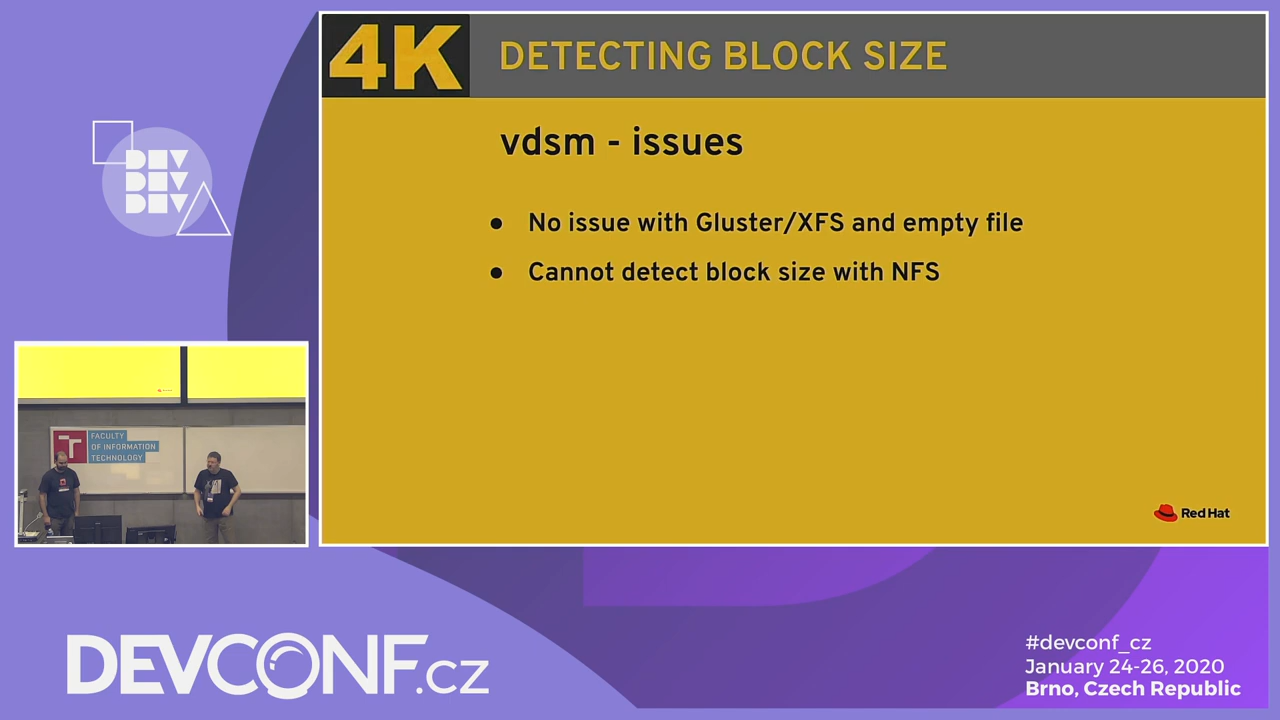 4K
DETECTING BLOCK SIZE
vdsm - issues
● No issue with Gluster/XFS and empty file
● Cannot detect block size with NFS
Red Hat
DEV
DEV
DEV
FACULTY
OF INFORMATION
TECHNOLOGY
DEVCONF.cz
#devconf_cz
January 24-26, 2020
Brno, Czech Republic